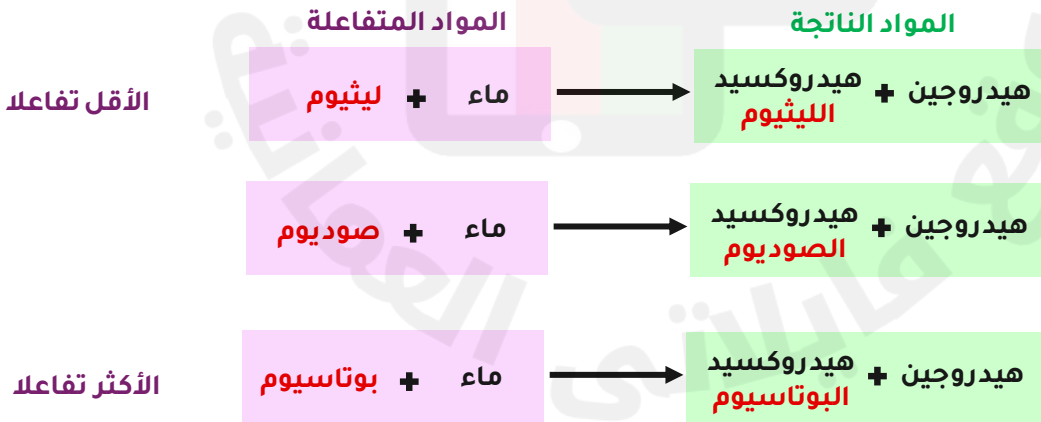 المواد المتفاعلة
المواد الناتجة
الأقل تفاعلا
ليثيوم + ماء
هيدروكسيد + هيدروجين
الليثيوم
صوديوم + ماء
هيدروكسيد + هيدروجين
الصوديوم
الأكثر تفاعلا
بوتاسيوم + ماء
هيدروكسيد + هيدروجين
البوتاسيوم